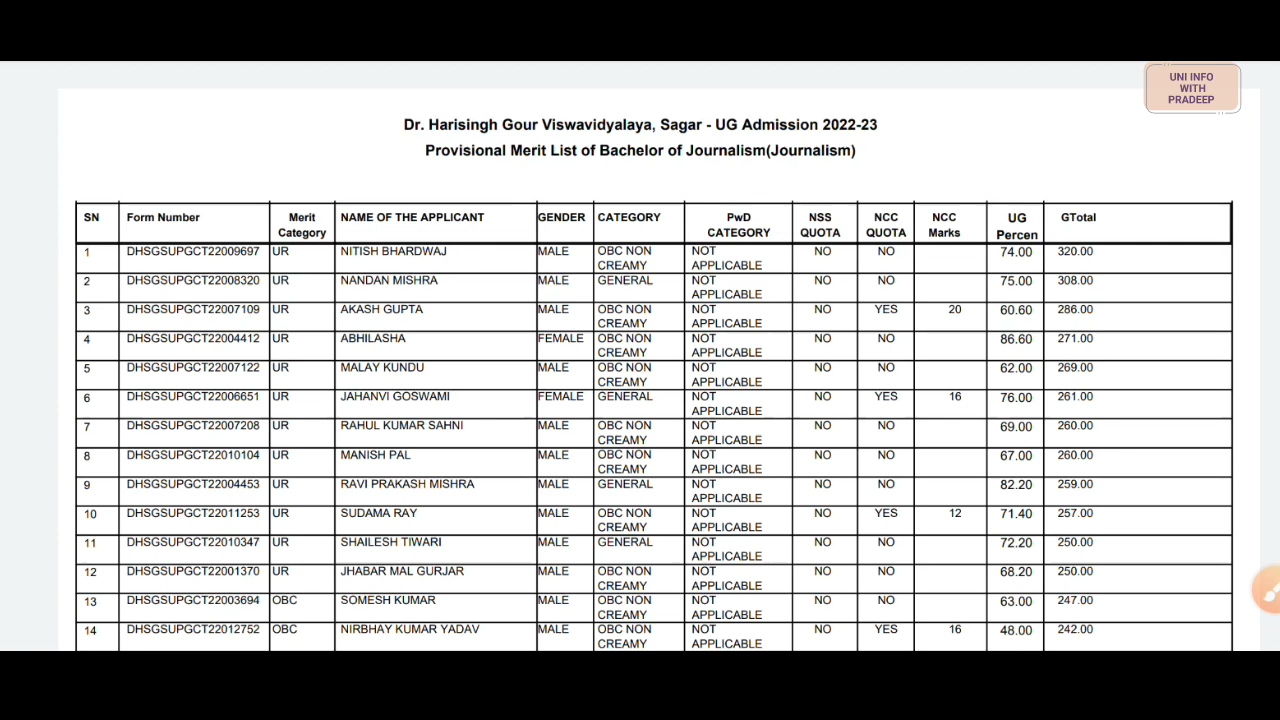 UNI INFO
WITH
PRADEEP
Dr. Harisingh Gour Viswavidyalaya, Sagar - UG Admission 2022-23
Provisional Merit List of Bachelor of Journalism(Journalism)
SN Form Number Merit Category NAME OF THE APPLICANT GENDER CATEGORY PwD CATEGORY NSS QUOTA NCC QUOTA NCC Marks UG Percen GTotal
1 DHSGSUPGCT22009697 UR NITISH BHARDWAJ MALE OBC NON CREAMY NOT APPLICABLE NO NO 74.00 320.00
2 DHSGSUPGCT22008320 UR NANDAN MISHRA MALE GENERAL NOT APPLICABLE NO NO 75.00 308.00
3 DHSGSUPGCT22007109 UR AKASH GUPTA MALE OBC NON CREAMY NOT APPLICABLE NO YES 20 60.60 286.00
4 DHSGSUPGCT22004412 UR ABHILASHA FEMALE OBC NON CREAMY NOT APPLICABLE NO NO 86.60 271.00
5 DHSGSUPGCT22007122 UR MALAY KUNDU MALE OBC NON CREAMY NOT APPLICABLE NO NO 62.00 269.00
6 DHSGSUPGCT22006651 UR JAHANVI GOSWAMI FEMALE GENERAL NOT APPLICABLE NO YES 16 76.00 261.00
7 DHSGSUPGCT22007208 UR RAHUL KUMAR SAHNI MALE OBC NON CREAMY NOT APPLICABLE NO NO 69.00 260.00
8 DHSGSUPGCT22010104 UR MANISH PAL MALE OBC NON CREAMY NOT APPLICABLE NO NO 67.00 260.00
9 DHSGSUPGCT22004453 UR RAVI PRAKASH MISHRA MALE GENERAL NOT APPLICABLE NO NO 82.20 259.00
10 DHSGSUPGCT22011253 UR SUDAMA RAY MALE OBC NON CREAMY NOT APPLICABLE NO YES 12 71.40 257.00
11 DHSGSUPGCT22010347 UR SHAILESH TIWARI MALE GENERAL NOT APPLICABLE NO NO 72.20 250.00
12 DHSGSUPGCT22001370 UR JHABAR MAL GURJAR MALE OBC NON CREAMY NOT APPLICABLE NO NO 68.20 250.00
13 DHSGSUPGCT22003694 OBC SOMESH KUMAR MALE OBC NON CREAMY NOT APPLICABLE NO NO 63.00 247.00
14 DHSGSUPGCT22012752 OBC NIRBHAY KUMAR YADAV MALE OBC NON CREAMY NOT APPLICABLE NO YES 16 48.00 242.00